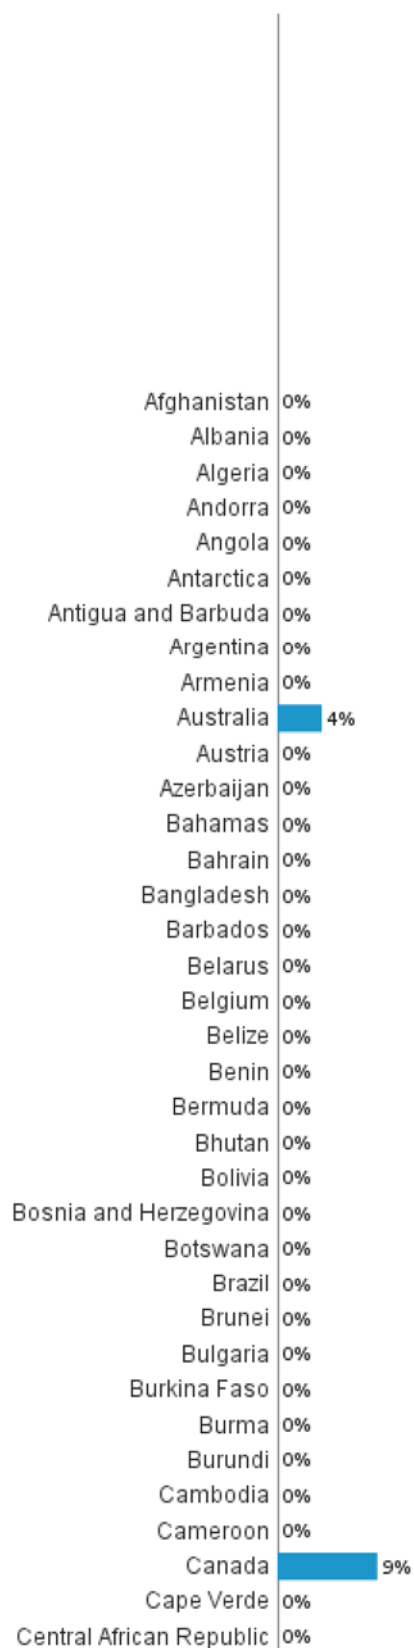 Afghanistan 0%
Albania 0%
Algeria 0%
Andorra 0%
Angola 0%
Antarctica 0%
Antigua and Barbuda 0%
Argentina 0%
Armenia 0%
Australia 4%
Austria 0%
Azerbaijan 0%
Bahamas 0%
Bahrain 0%
Bangladesh 0%
Barbados 0%
Belarus 0%
Belgium 0%
Belize 0%
Benin 0%
Bermuda 0%
Bhutan 0%
Bolivia 0%
Bosnia and Herzegovina 0%
Botswana 0%
Brazil 0%
Brunei 0%
Bulgaria 0%
Burkina Faso 0%
Burma 0%
Burundi 0%
Cambodia 0%
Cameroon 0%
Canada 9%
Cape Verde 0%
Central African Republic 0%